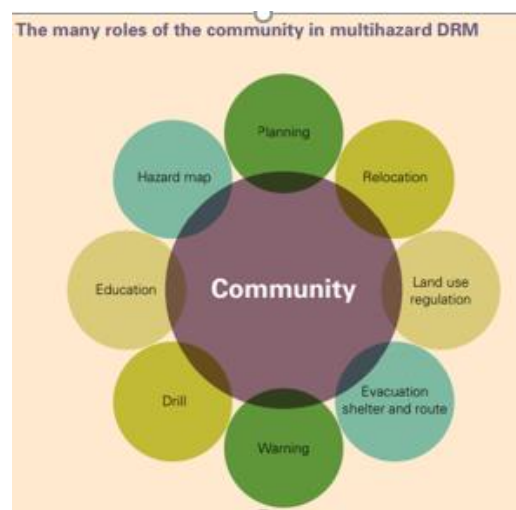 The many roles of the community in multihazard DRM
Planning
Hazard map
Relocation
Education
Community
Land use
regulation
Drill
Evacuation
shelter and route
Warning